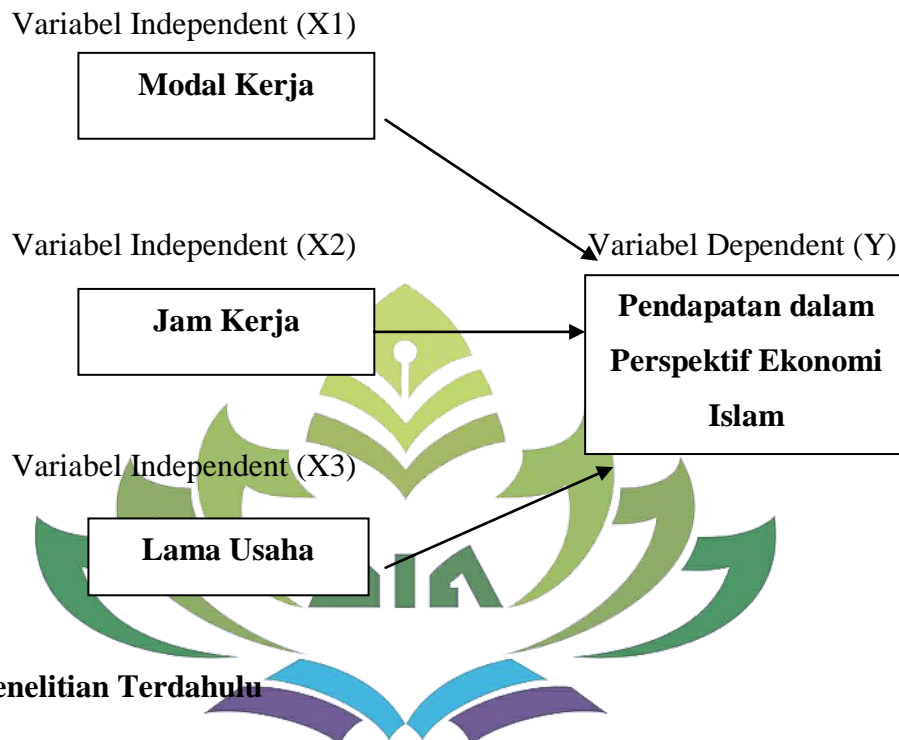 Variabel Independent (X1)
Modal Kerja
Variabel Independent (X2)
Variabel Dependent (Y)
Jam Kerja
Pendapatan dalam
Perspektif Ekonomi
Islam
Variabel Independent (X3)
Lama Usaha
enelitian Terdahulu